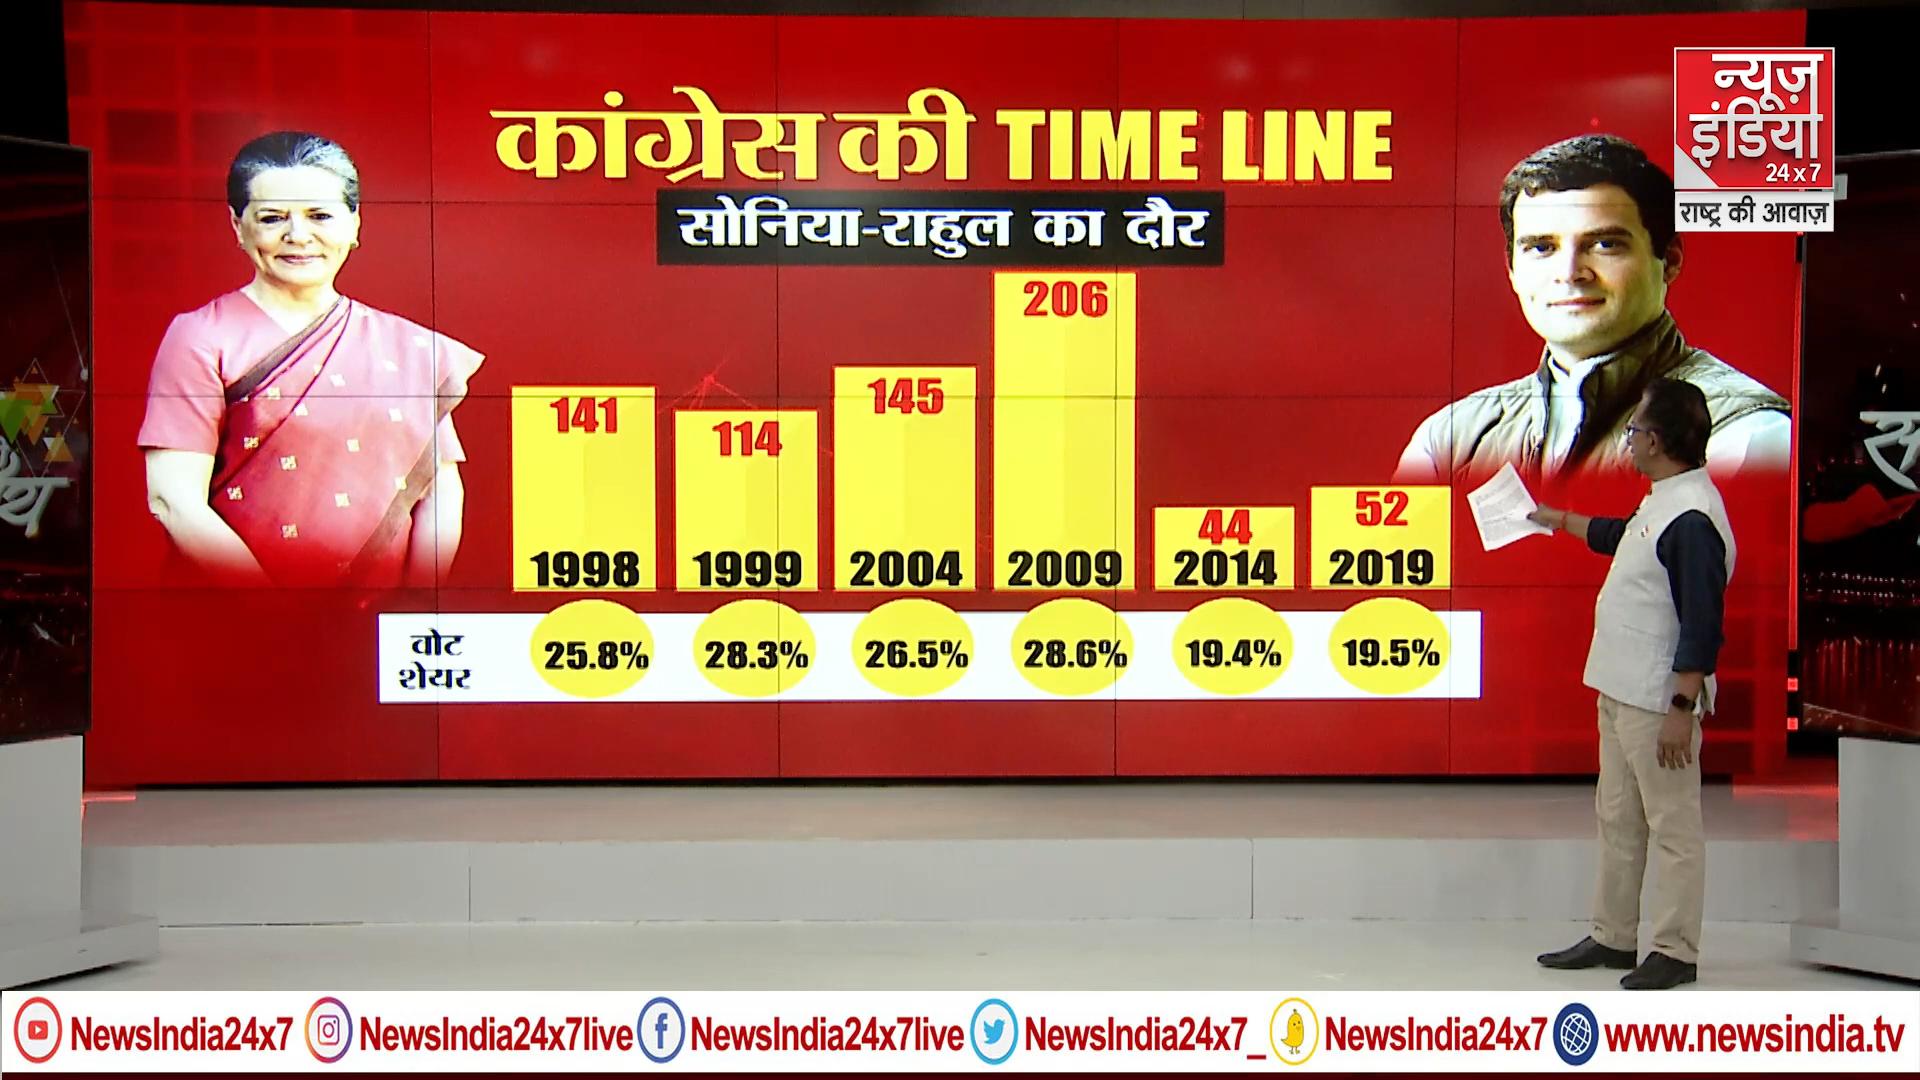 न्यूज़
इंडिया
24x7
राष्ट्र की आवाज़
कांग्रेस की TIME LINE
सोनिया-राहुल का दौर
141 114 145 206 44 52
1998 1999 2004 2009 2014 2019
वोट
शेयर
25.8% 28.3% 26.5% 28.6% 19.4% 19.5%
NewsIndia24x7 NewsIndia24x7live NewsIndia24x7live NewsIndia24x7_ NewsIndia24x7 www.newsindia.tv